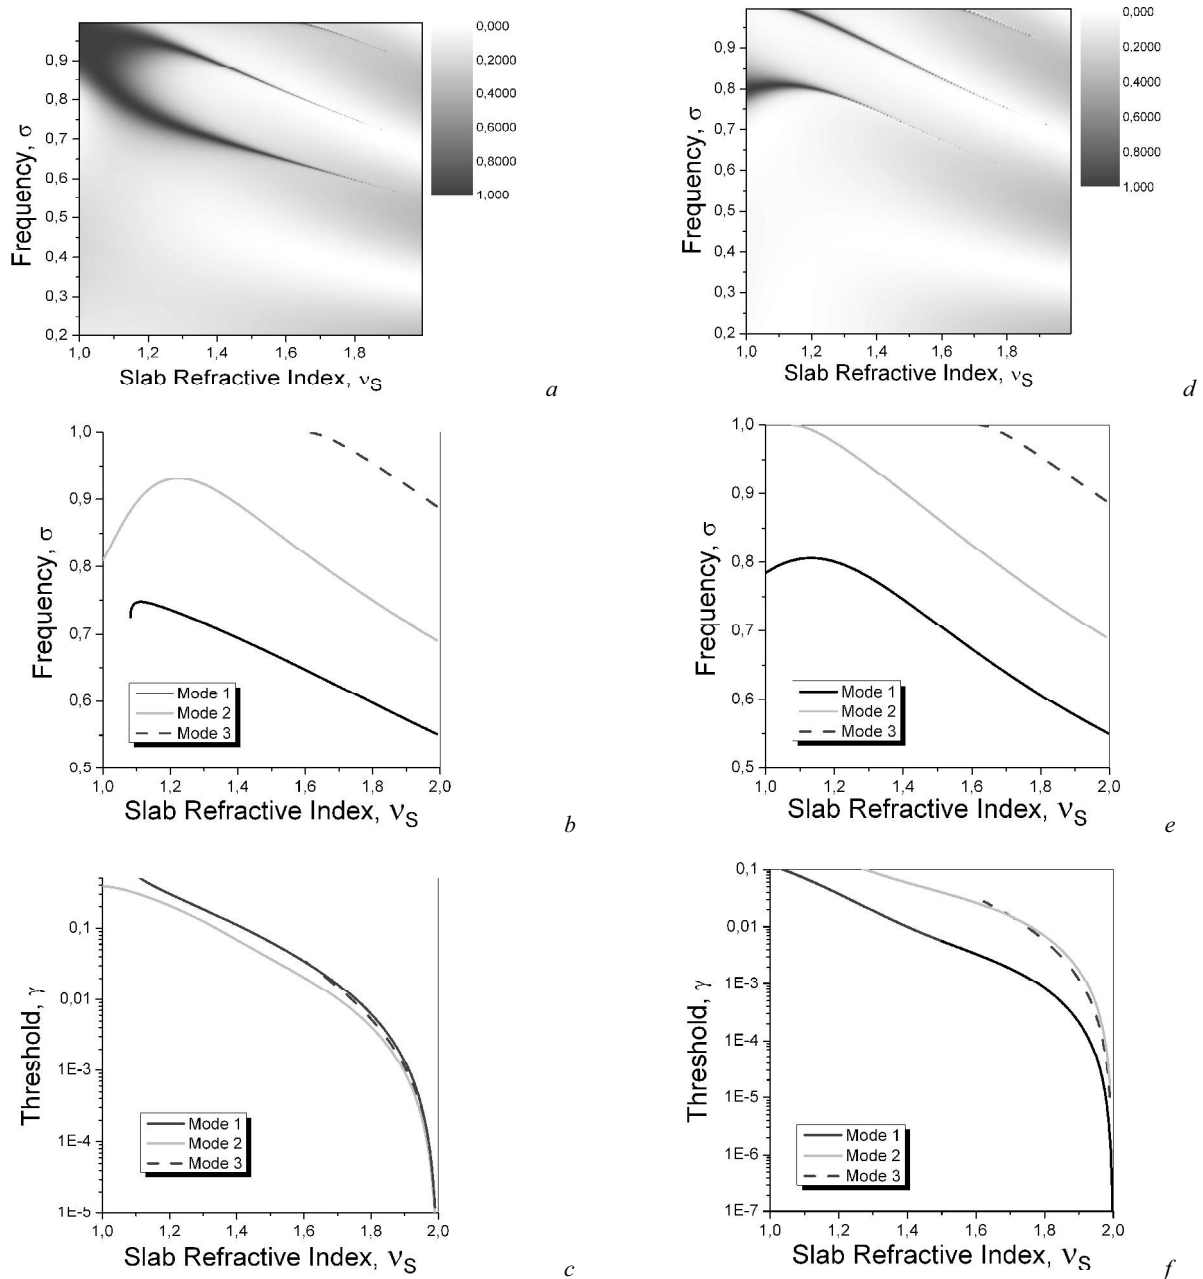 0,9
0,8
0,7
0,6
0,5
0,4
0,3
0,2
Frequency, σ
1,0 1,2 1,4 1,6 1,8
Slab Refractive Index, νS
0,000
0,2000
0,4000
0,6000
0,8000
1,000
a
0,9
0,8
0,7
0,6
0,5
0,4
0,3
0,2
Frequency, σ
1,0 1,2 1,4 1,6 1,8
Slab Refractive Index, νS
0,000
0,2000
0,4000
0,6000
0,8000
1,000
d
1,0
0,9
0,8
0,7
0,6
0,5
Frequency, σ
Mode 1
Mode 2
Mode 3
1,0 1,2 1,4 1,6 1,8 2,0
Slab Refractive Index, νS
b
1,0
0,9
0,8
0,7
0,6
0,5
Frequency, σ
Mode 1
Mode 2
Mode 3
1,0 1,2 1,4 1,6 1,8 2,0
Slab Refractive Index, νS
e
0,1
0,01
1E-3
1E-4
1E-5
Threshold, γ
Mode 1
Mode 2
Mode 3
1,0 1,2 1,4 1,6 1,8 2,0
Slab Refractive Index, νS
c
0,1
0,01
1E-3
1E-4
1E-5
1E-6
1E-7
Threshold, γ
Mode 1
Mode 2
Mode 3
1,0 1,2 1,4 1,6 1,8 2,0
Slab Refractive Index, νS
f